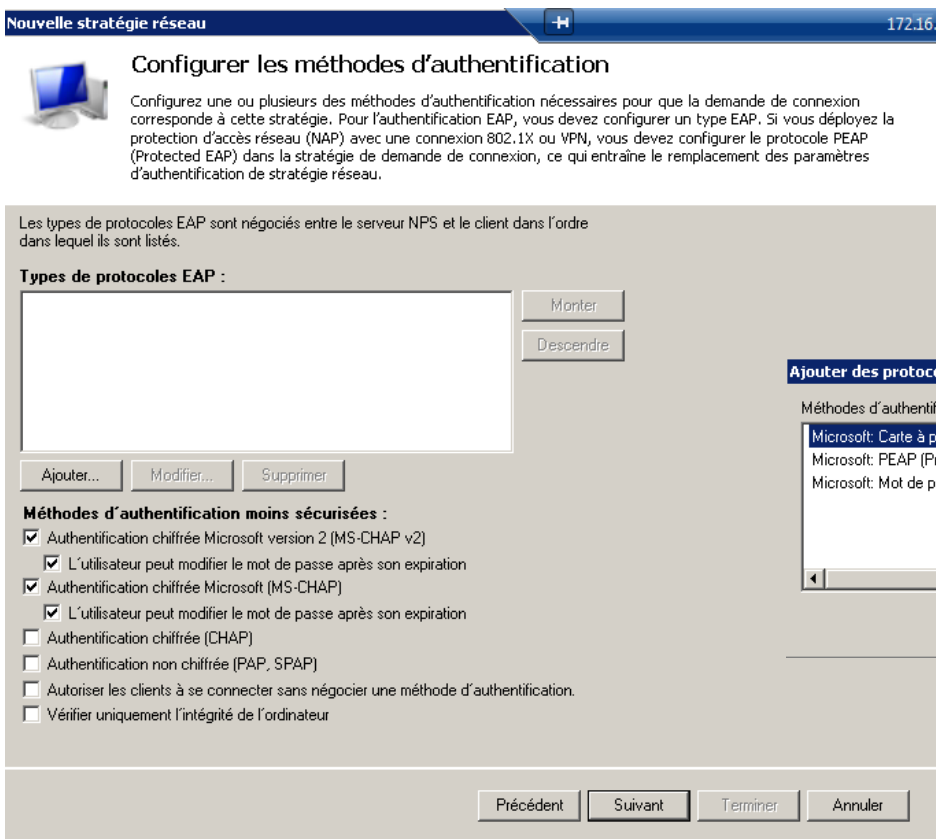 Nouvelle stratégie réseau
172.16.
Configurer les méthodes d'authentification
Configurez une ou plusieurs des méthodes d'authentification nécessaires pour que la demande de connexion
corresponde à cette stratégie. Pour l'authentification EAP, vous devez configurer un type EAP. Si vous déployez la
protection d'accès réseau (NAP) avec une connexion 802.1X ou VPN, vous devez configurer le protocole PEAP
(Protected EAP) dans la stratégie de demande de connexion, ce qui entraîne le remplacement des paramètres
d'authentification de stratégie réseau.
Les types de protocoles EAP sont négociés entre le serveur NPS et le client dans l'ordre
dans lequel ils sont listés.
Types de protocoles EAP :
Monter
Descendre
Ajouter...
Modifier...
Supprimer
Méthodes d'authentification moins sécurisées :
Authentification chiffrée Microsoft version 2 (MS-CHAP v2)
L'utilisateur peut modifier le mot de passe après son expiration
Authentification chiffrée Microsoft (MS-CHAP)
L'utilisateur peut modifier le mot de passe après son expiration
Authentification chiffrée (CHAP)
Authentification non chiffrée (PAP, SPAP)
Autoriser les clients à se connecter sans négocier une méthode d'authentification.
Vérifier uniquement l'intégrité de l'ordinateur
Ajouter des protoc
Méthodes d'authentif
Microsoft: Carte à p
Microsoft: PEAP (Pr
Microsoft: Mot de p
Précédent
Suivant
Terminer
Annuler